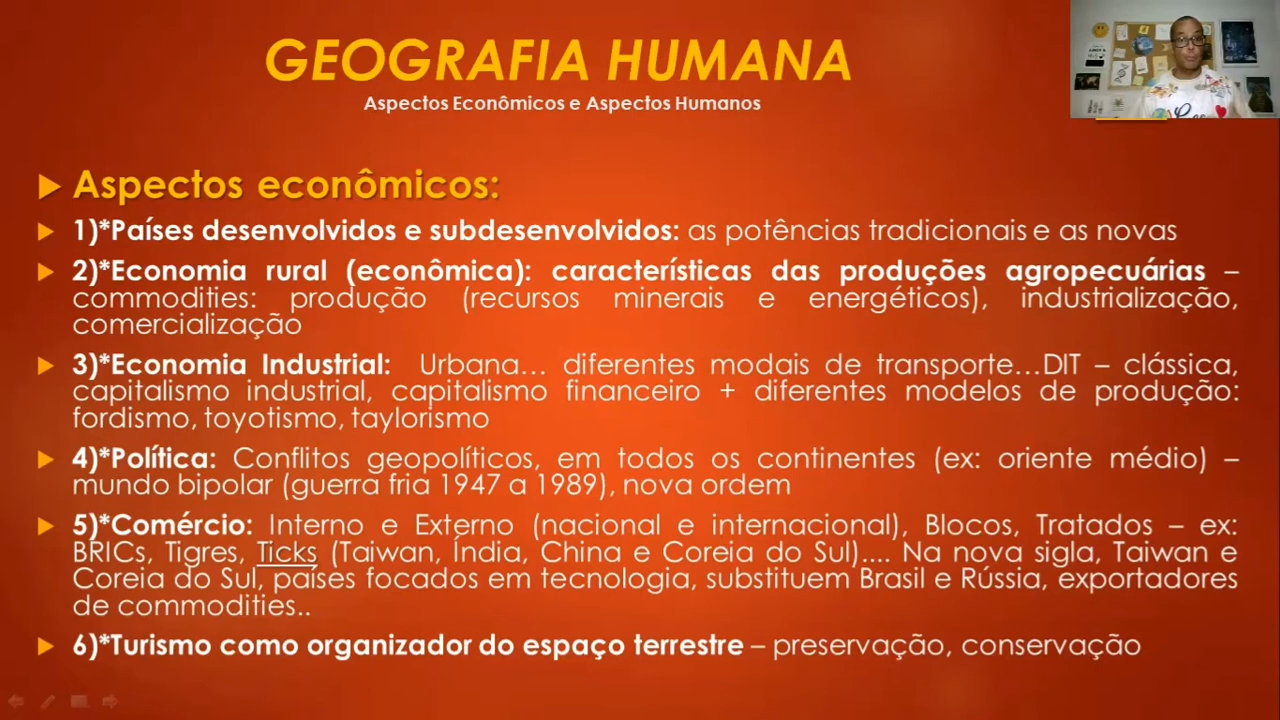 GEOGRAFIA HUMANA
Aspectos Econômicos e Aspectos Humanos
Aspectos econômicos:
1)*Países desenvolvidos e subdesenvolvidos: as potências tradicionais e as novas
2)*Economia rural (econômica): características das produções agropecuárias –
commodities: produção (recursos minerais e energéticos), industrialização,
comercialização
3)*Economia Industrial: Urbana... diferentes modais de transporte...DIT – clássica,
capitalismo industrial, capitalismo financeiro + diferentes modelos de produção:
fordismo, toyotismo, taylorismo
4)*Política: Conflitos geopolíticos, em todos os continentes (ex: oriente médio) –
mundo bipolar (guerra fria 1947 a 1989), nova ordem
5)*Comércio: Interno e Externo (nacional e internacional), Blocos, Tratados – ex:
BRICs, Tigres, Ticks (Taiwan, Índia, China e Coreia do Sul).... Na nova sigla, Taiwan e
Coreia do Sul, países focados em tecnologia, substituem Brasil e Rússia, exportadores
de commodities..
6)*Turismo como organizador do espaço terrestre – preservação, conservação